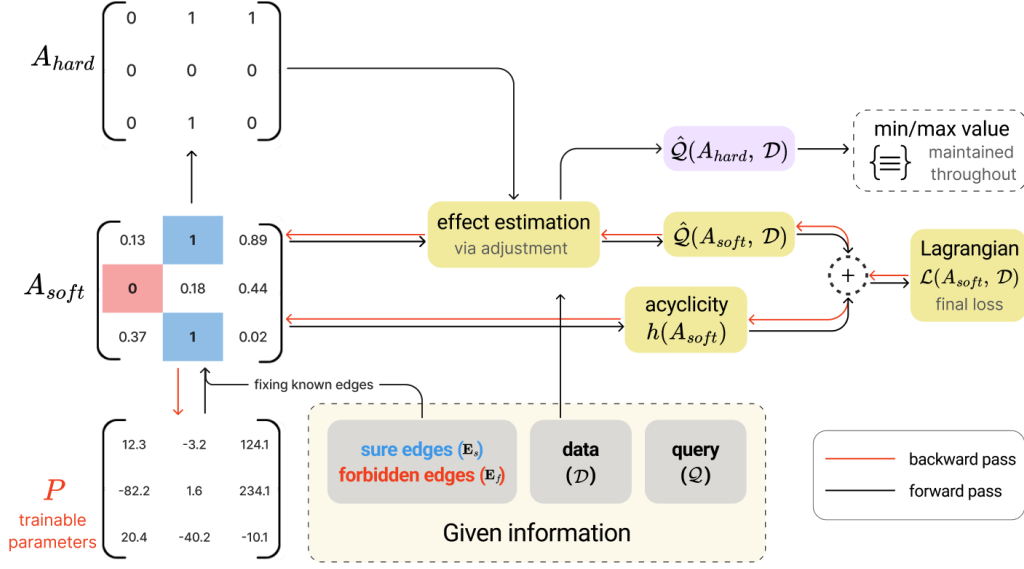 A_hard
0 1 1
0 0 0
0 1 0
A_soft
0.13 1 0.89
0 0.18 0.44
0.37 1 0.02
P
trainable
parameters
12.3 -3.2 124.1
-82.2 1.6 234.1
20.4 -40.2 -10.1
fixing known edges
effect estimation
via adjustment
Q̂(A_hard, 𝒟)
min/max value
{≡} maintained
throughout
Q̂(A_soft, 𝒟)
acyclicity
h(A_soft)
+
Lagrangian
ℒ(A_soft, 𝒟)
final loss
sure edges (E_s)
forbidden edges (E_f)
data
(𝒟)
query
(𝒬)
Given information
backward pass
forward pass